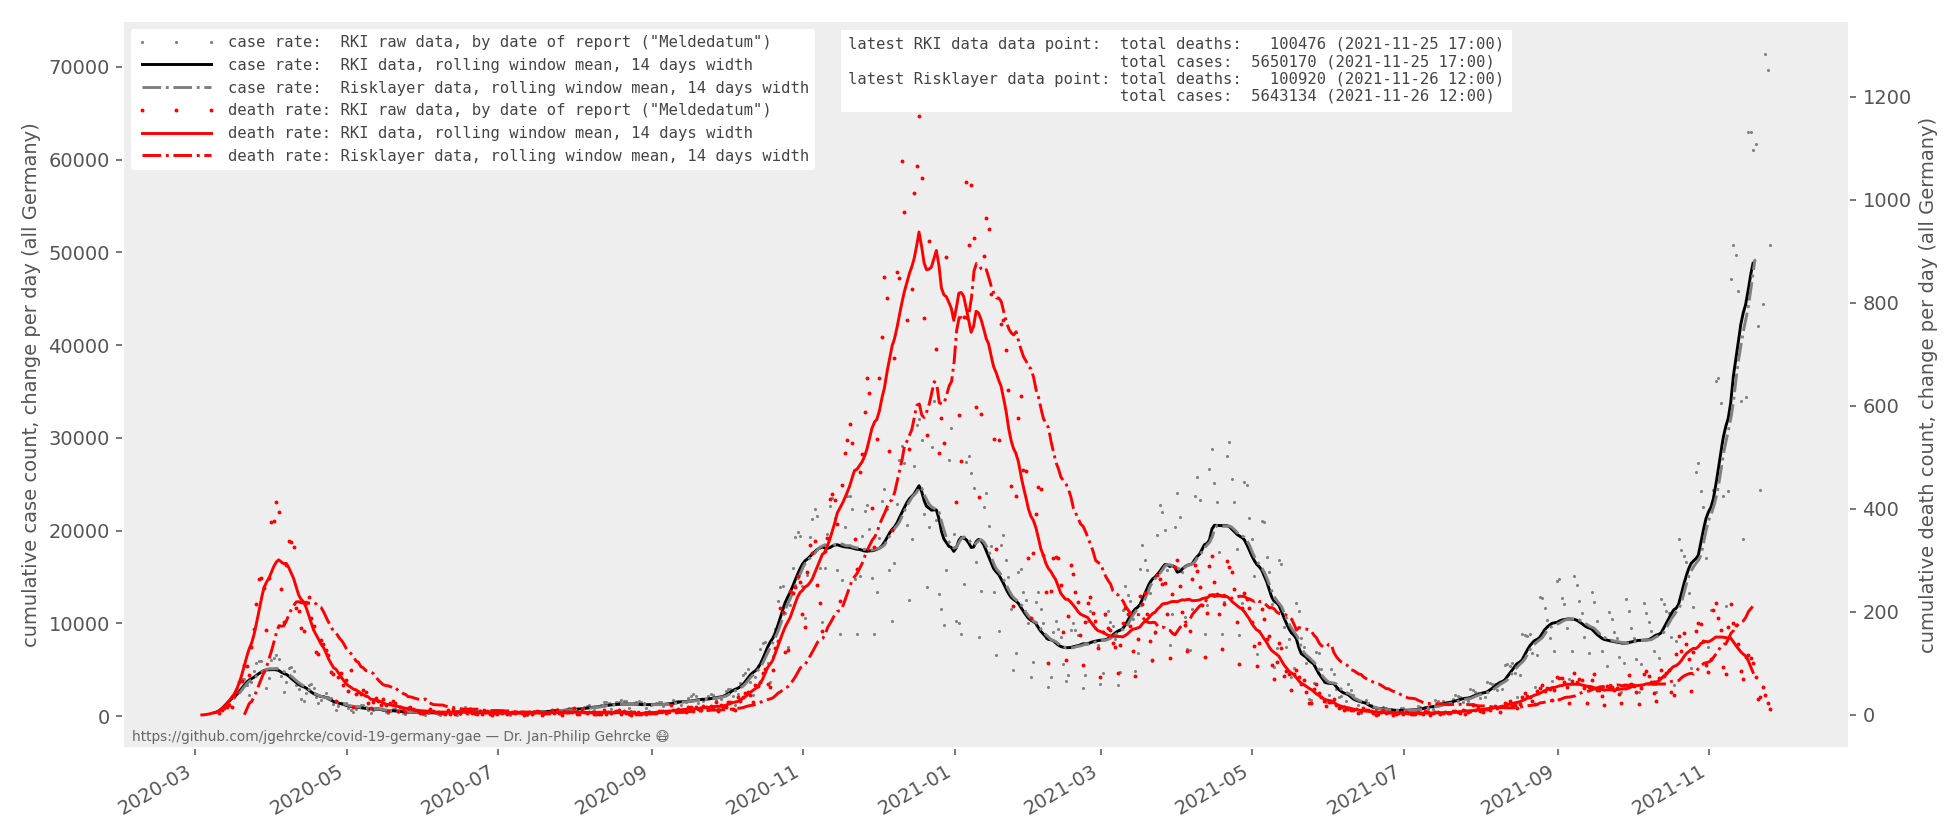 case rate:  RKI raw data, by date of report ("Meldedatum")
case rate:  RKI data, rolling window mean, 14 days width
case rate:  Risklayer data, rolling window mean, 14 days width
death rate: RKI raw data, by date of report ("Meldedatum")
death rate: RKI data, rolling window mean, 14 days width
death rate: Risklayer data, rolling window mean, 14 days width
latest RKI data data point:  total deaths:   100476 (2021-11-25 17:00)
total cases:  5650170 (2021-11-25 17:00)
latest Risklayer data point: total deaths:   100920 (2021-11-26 12:00)
total cases:  5643134 (2021-11-26 12:00)
cumulative case count, change per day (all Germany)
70000
60000
50000
40000
30000
20000
10000
0
1200
1000
800
600
400
200
0
cumulative death count, change per day (all Germany)
https://github.com/jgehrcke/covid-19-germany-gae — Dr. Jan-Philip Gehrcke 😷
2020-03
2020-05
2020-07
2020-09
2020-11
2021-01
2021-03
2021-05
2021-07
2021-09
2021-11